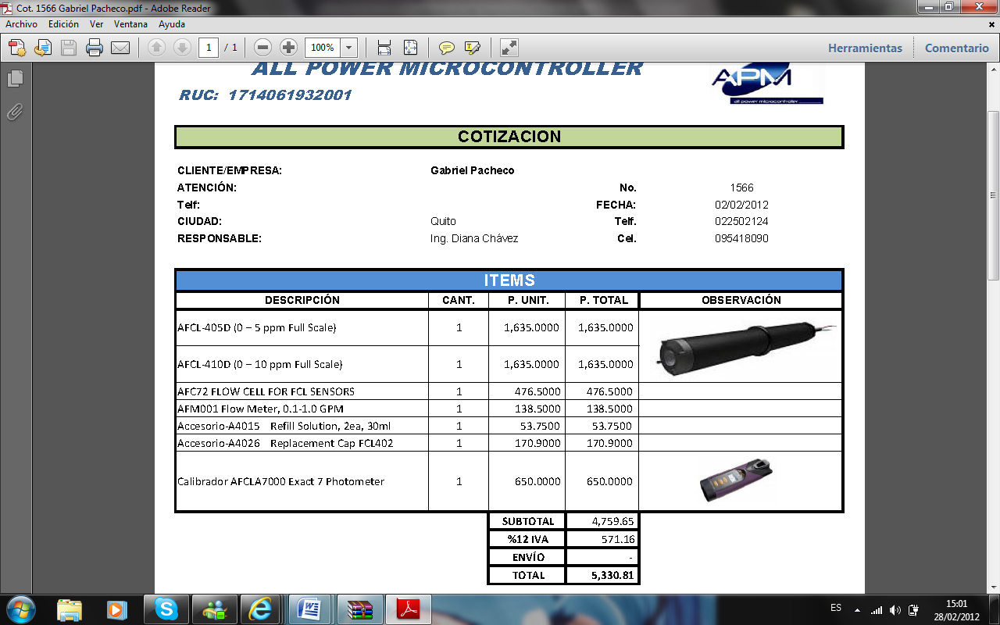 Cot. 1566 Gabriel Pacheco.pdf - Adobe Reader
Archivo Edición Ver Ventana Ayuda
1 / 1 100% Herramientas Comentario
ALL POWER MICROCONTROLLER
RUC: 1714061932001
APM
all power microcontroller
COTIZACION
CLIENTE/EMPRESA: Gabriel Pacheco
ATENCIÓN: No. 1566
Telf: FECHA: 02/02/2012
CIUDAD: Quito Telf. 022502124
RESPONSABLE: Ing. Diana Chávez Cel. 095418090
ITEMS
DESCRIPCIÓN CANT. P. UNIT. P. TOTAL OBSERVACIÓN
AFCL-405D (0 – 5 ppm Full Scale) 1 1,635.0000 1,635.0000
AFCL-410D (0 – 10 ppm Full Scale) 1 1,635.0000 1,635.0000
AFC72 FLOW CELL FOR FCL SENSORS 1 476.5000 476.5000
AFM001 Flow Meter, 0.1-1.0 GPM 1 138.5000 138.5000
Accesorio-A4015 Refill Solution, 2ea, 30ml 1 53.7500 53.7500
Accesorio-A4026 Replacement Cap FCL402 1 170.9000 170.9000
Calibrador AFCLA7000 Exact 7 Photometer 1 650.0000 650.0000
SUBTOTAL 4,759.65
%12 IVA 571.16
ENVÍO -
TOTAL 5,330.81
ES 15:01
28/02/2012